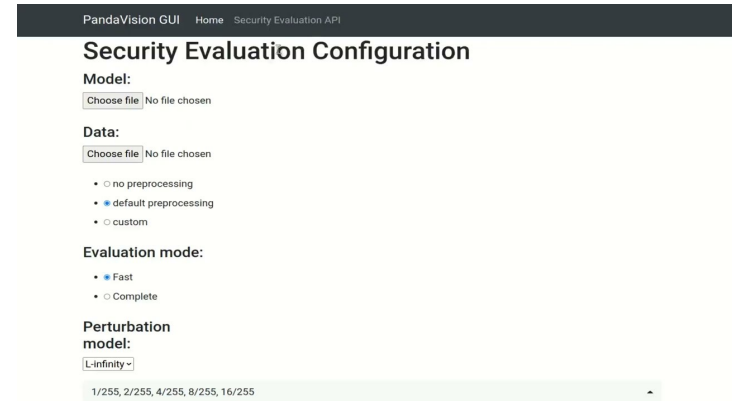 PandaVision GUI Home Security Evaluation API
Security Evaluation Configuration
Model:
Choose file No file chosen
Data:
Choose file No file chosen
no preprocessing
default preprocessing
custom
Evaluation mode:
Fast
Complete
Perturbation
model:
L-infinity
1/255, 2/255, 4/255, 8/255, 16/255